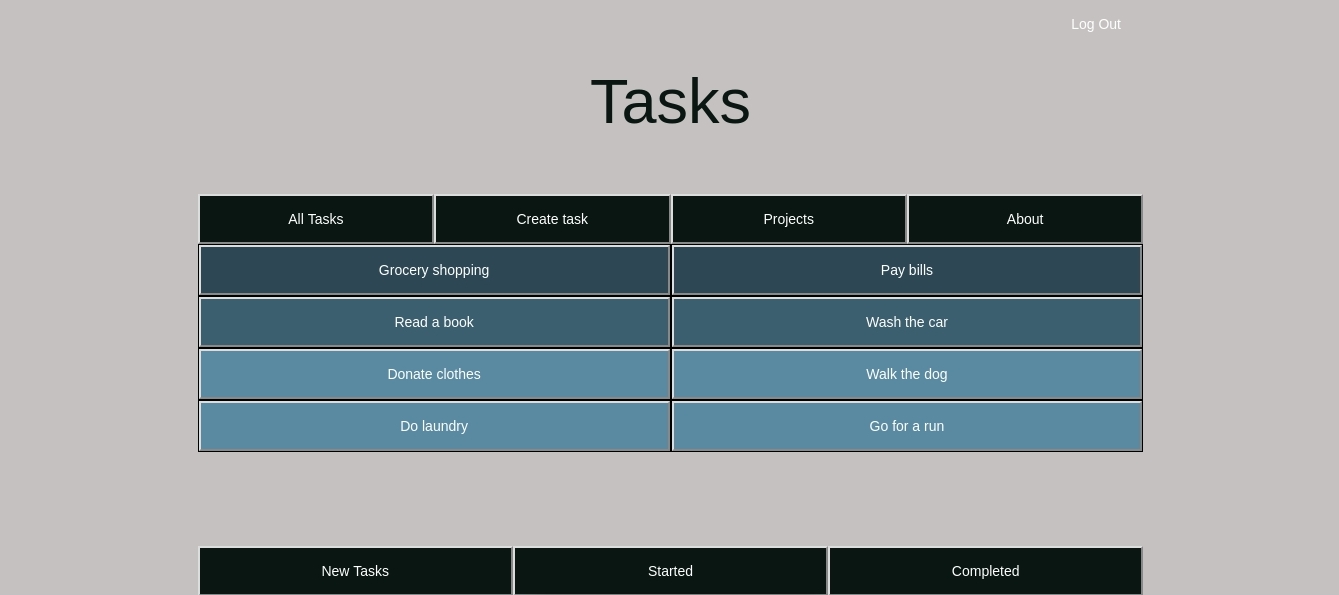 Log Out
Tasks
All Tasks Create task Projects About
Grocery shopping Pay bills
Read a book Wash the car
Donate clothes Walk the dog
Do laundry Go for a run
New Tasks Started Completed